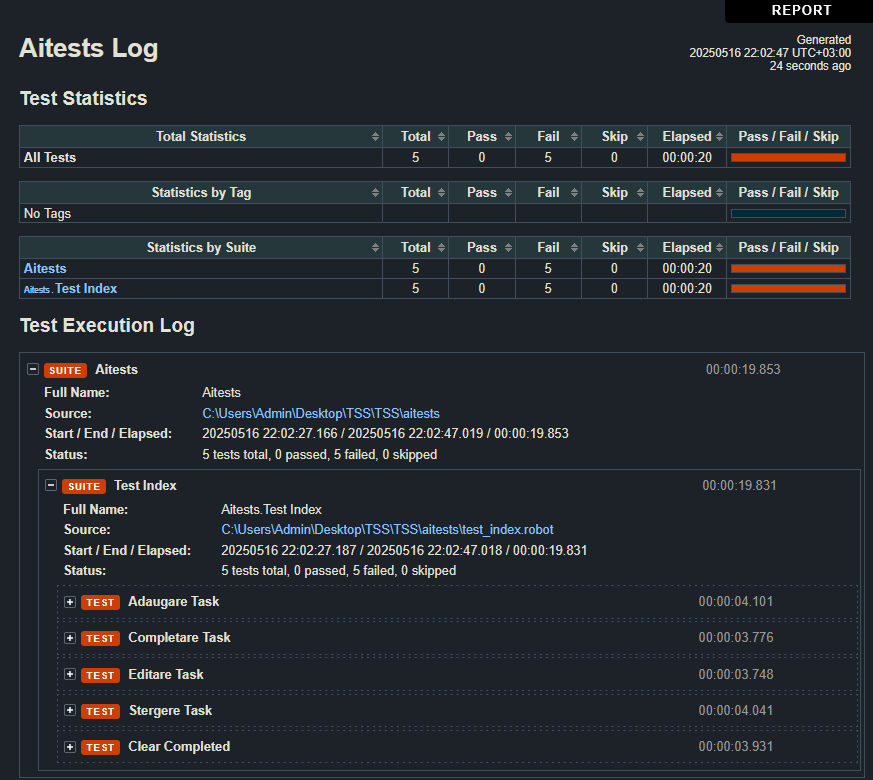 REPORT
Aitests Log
Generated
20250516 22:02:47 UTC+03:00
24 seconds ago
Test Statistics
Total Statistics Total Pass Fail Skip Elapsed Pass / Fail / Skip
All Tests 5 0 5 0 00:00:20
Statistics by Tag Total Pass Fail Skip Elapsed Pass / Fail / Skip
No Tags
Statistics by Suite Total Pass Fail Skip Elapsed Pass / Fail / Skip
Aitests 5 0 5 0 00:00:20
Aitests . Test Index 5 0 5 0 00:00:20
Test Execution Log
SUITE Aitests 00:00:19.853
Full Name: Aitests
Source: C:\Users\Admin\Desktop\TSS\TSS\aitests
Start / End / Elapsed: 20250516 22:02:27.166 / 20250516 22:02:47.019 / 00:00:19.853
Status: 5 tests total, 0 passed, 5 failed, 0 skipped
SUITE Test Index 00:00:19.831
Full Name: Aitests.Test Index
Source: C:\Users\Admin\Desktop\TSS\TSS\aitests\test_index.robot
Start / End / Elapsed: 20250516 22:02:27.187 / 20250516 22:02:47.018 / 00:00:19.831
Status: 5 tests total, 0 passed, 5 failed, 0 skipped
TEST Adaugare Task 00:00:04.101
TEST Completare Task 00:00:03.776
TEST Editare Task 00:00:03.748
TEST Stergere Task 00:00:04.041
TEST Clear Completed 00:00:03.931